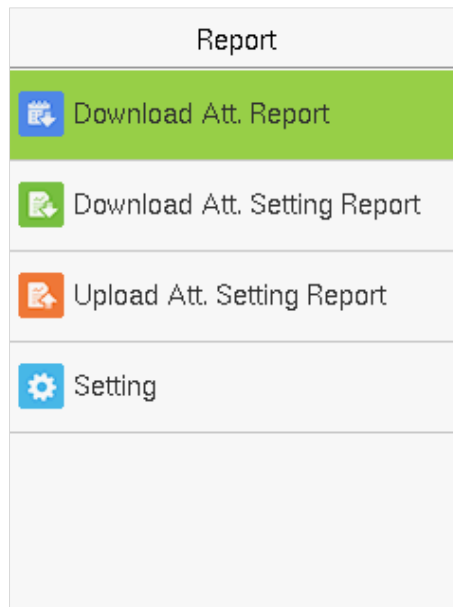 Report
Download Att. Report
Download Att. Setting Report
Upload Att. Setting Report
Setting